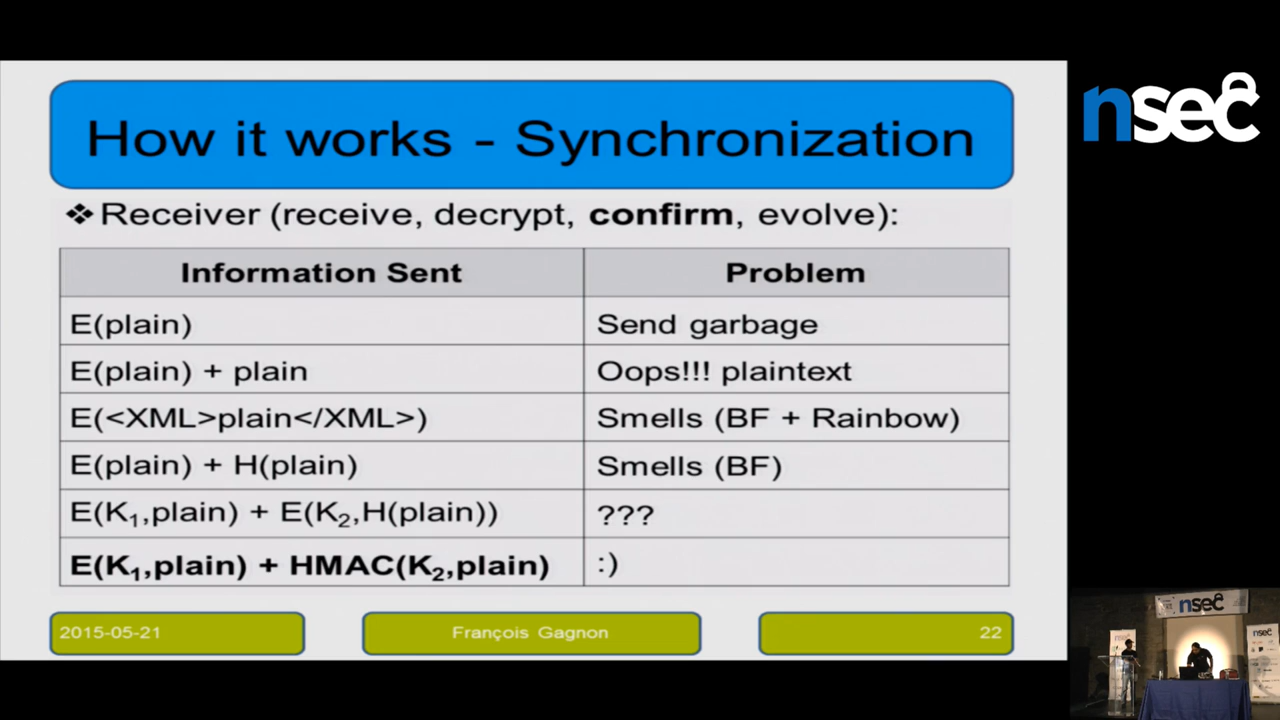 How it works - Synchronization
nsec
❖ Receiver (receive, decrypt, confirm, evolve):
Information Sent
Problem
E(plain)
Send garbage
E(plain) + plain
Oops!!! plaintext
E(<XML>plain</XML>)
Smells (BF + Rainbow)
E(plain) + H(plain)
Smells (BF)
E(K₁,plain) + E(K₂,H(plain))
???
E(K₁,plain) + HMAC(K₂,plain)
:)
2015-05-21
François Gagnon
22
nsec
nsec